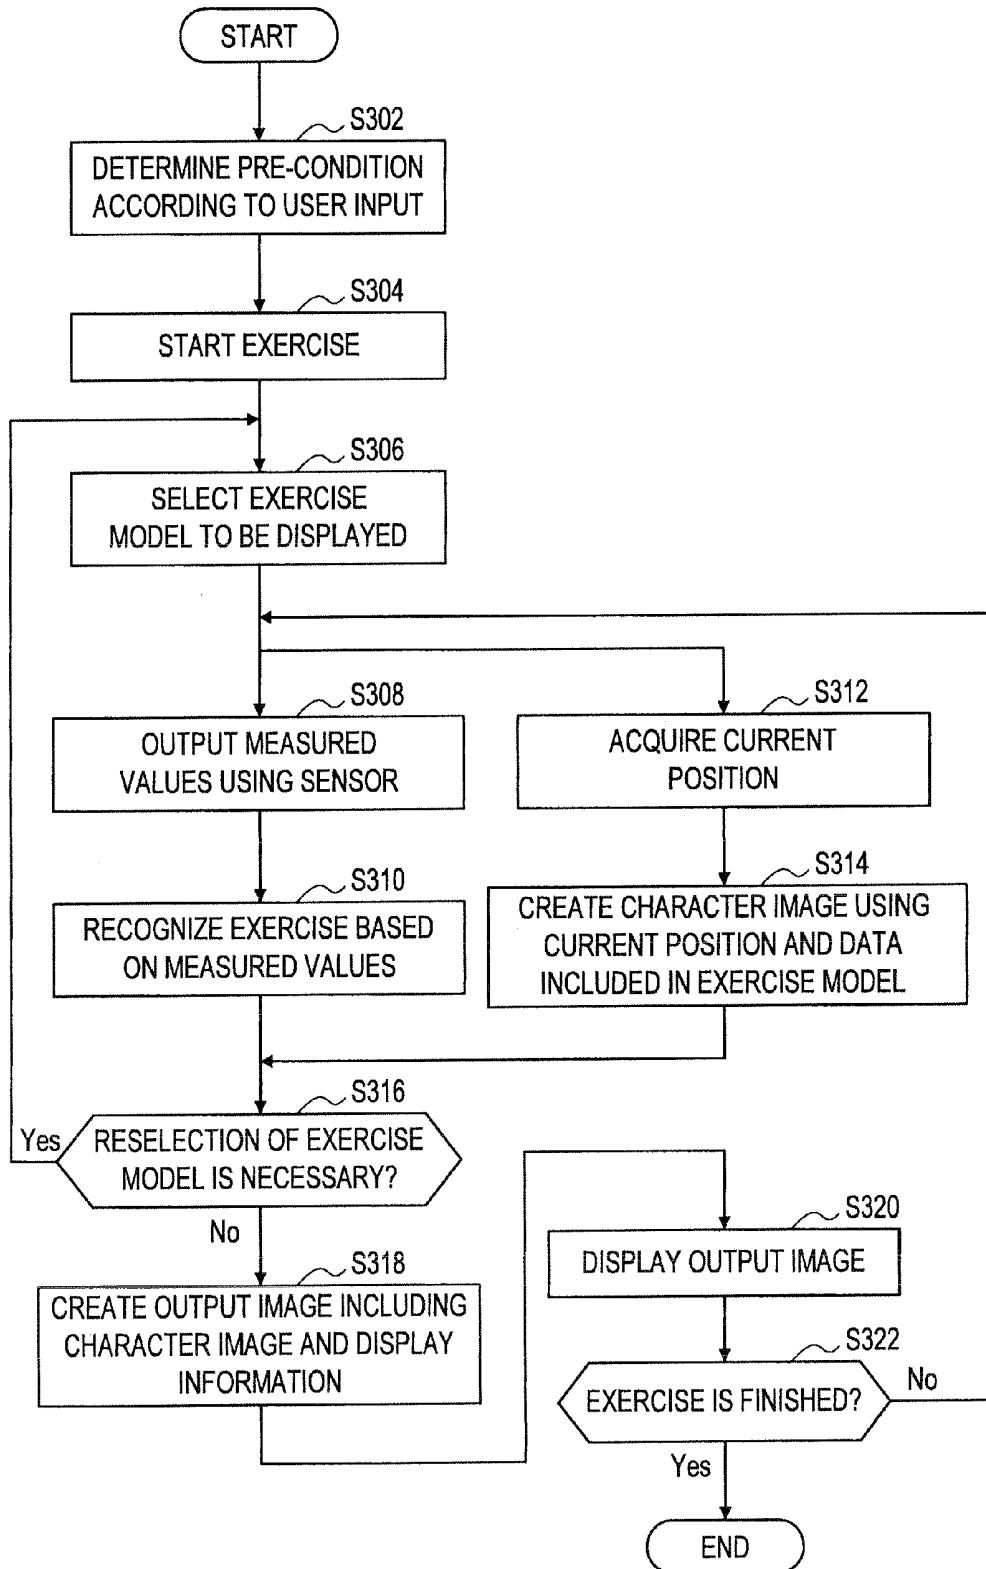 START
S302
DETERMINE PRE-CONDITION
ACCORDING TO USER INPUT
S304
START EXERCISE
S306
SELECT EXERCISE
MODEL TO BE DISPLAYED
S308
OUTPUT MEASURED
VALUES USING SENSOR
S312
ACQUIRE CURRENT
POSITION
S310
RECOGNIZE EXERCISE BASED
ON MEASURED VALUES
S314
CREATE CHARACTER IMAGE USING
CURRENT POSITION AND DATA
INCLUDED IN EXERCISE MODEL
S316
Yes
RESELECTION OF EXERCISE
MODEL IS NECESSARY?
No
S318
CREATE OUTPUT IMAGE INCLUDING
CHARACTER IMAGE AND DISPLAY
INFORMATION
S320
DISPLAY OUTPUT IMAGE
S322
EXERCISE IS FINISHED?
No
Yes
END